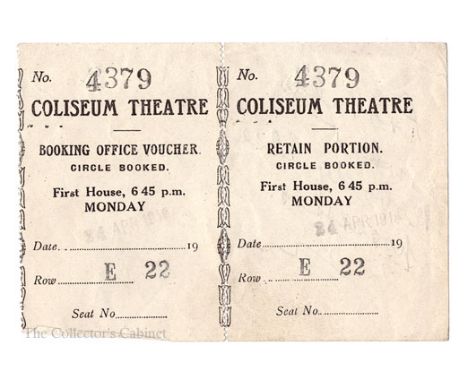 No. 4379
COLISEUM THEATRE
BOOKING OFFICE VOUCHER.
CIRCLE BOOKED.
First House, 6 45 p.m.
MONDAY
Date 19
Row E 22
Seat No.
No. 4379
COLISEUM THEATRE
RETAIN PORTION.
CIRCLE BOOKED.
First House, 6 45 p.m.
MONDAY
Date 19
Row E 22
Seat No.
The Collector's Cabinet